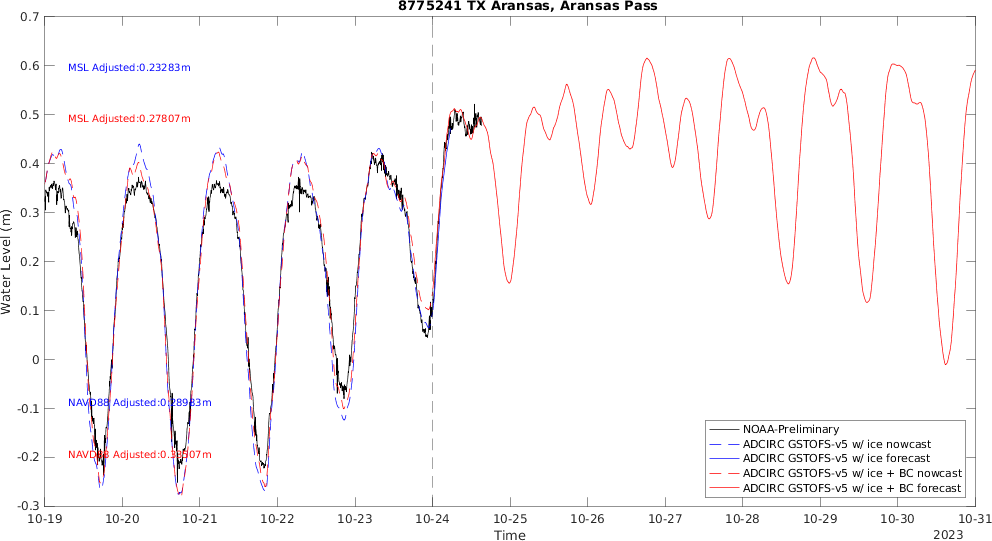 8775241 TX Aransas, Aransas Pass
0.7
0.6
0.5
0.4
0.3
0.2
0.1
0
-0.1
-0.2
-0.3
Water Level (m)
MSL Adjusted:0.23283m
MSL Adjusted:0.27807m
NAVD88 Adjusted:0.28983m
NAVD88 Adjusted:0.33507m
NOAA-Preliminary
ADCIRC GSTOFS-v5 w/ ice nowcast
ADCIRC GSTOFS-v5 w/ ice forecast
ADCIRC GSTOFS-v5 w/ ice + BC nowcast
ADCIRC GSTOFS-v5 w/ ice + BC forecast
10-19 10-20 10-21 10-22 10-23 10-24 10-25 10-26 10-27 10-28 10-29 10-30 10-31
Time
2023